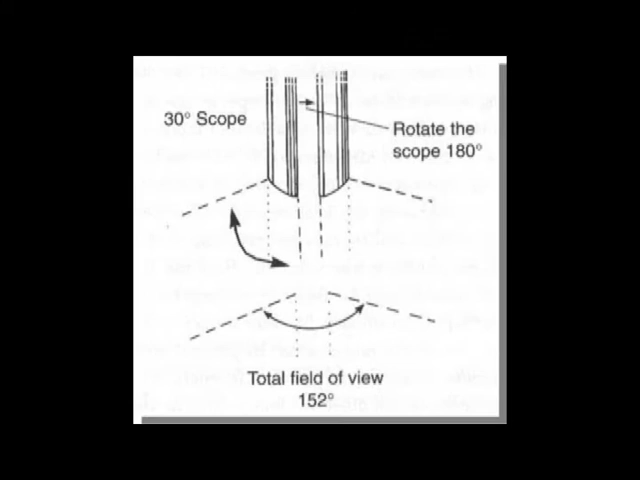 30° Scope
Rotate the
scope 180°
Total field of view
152°